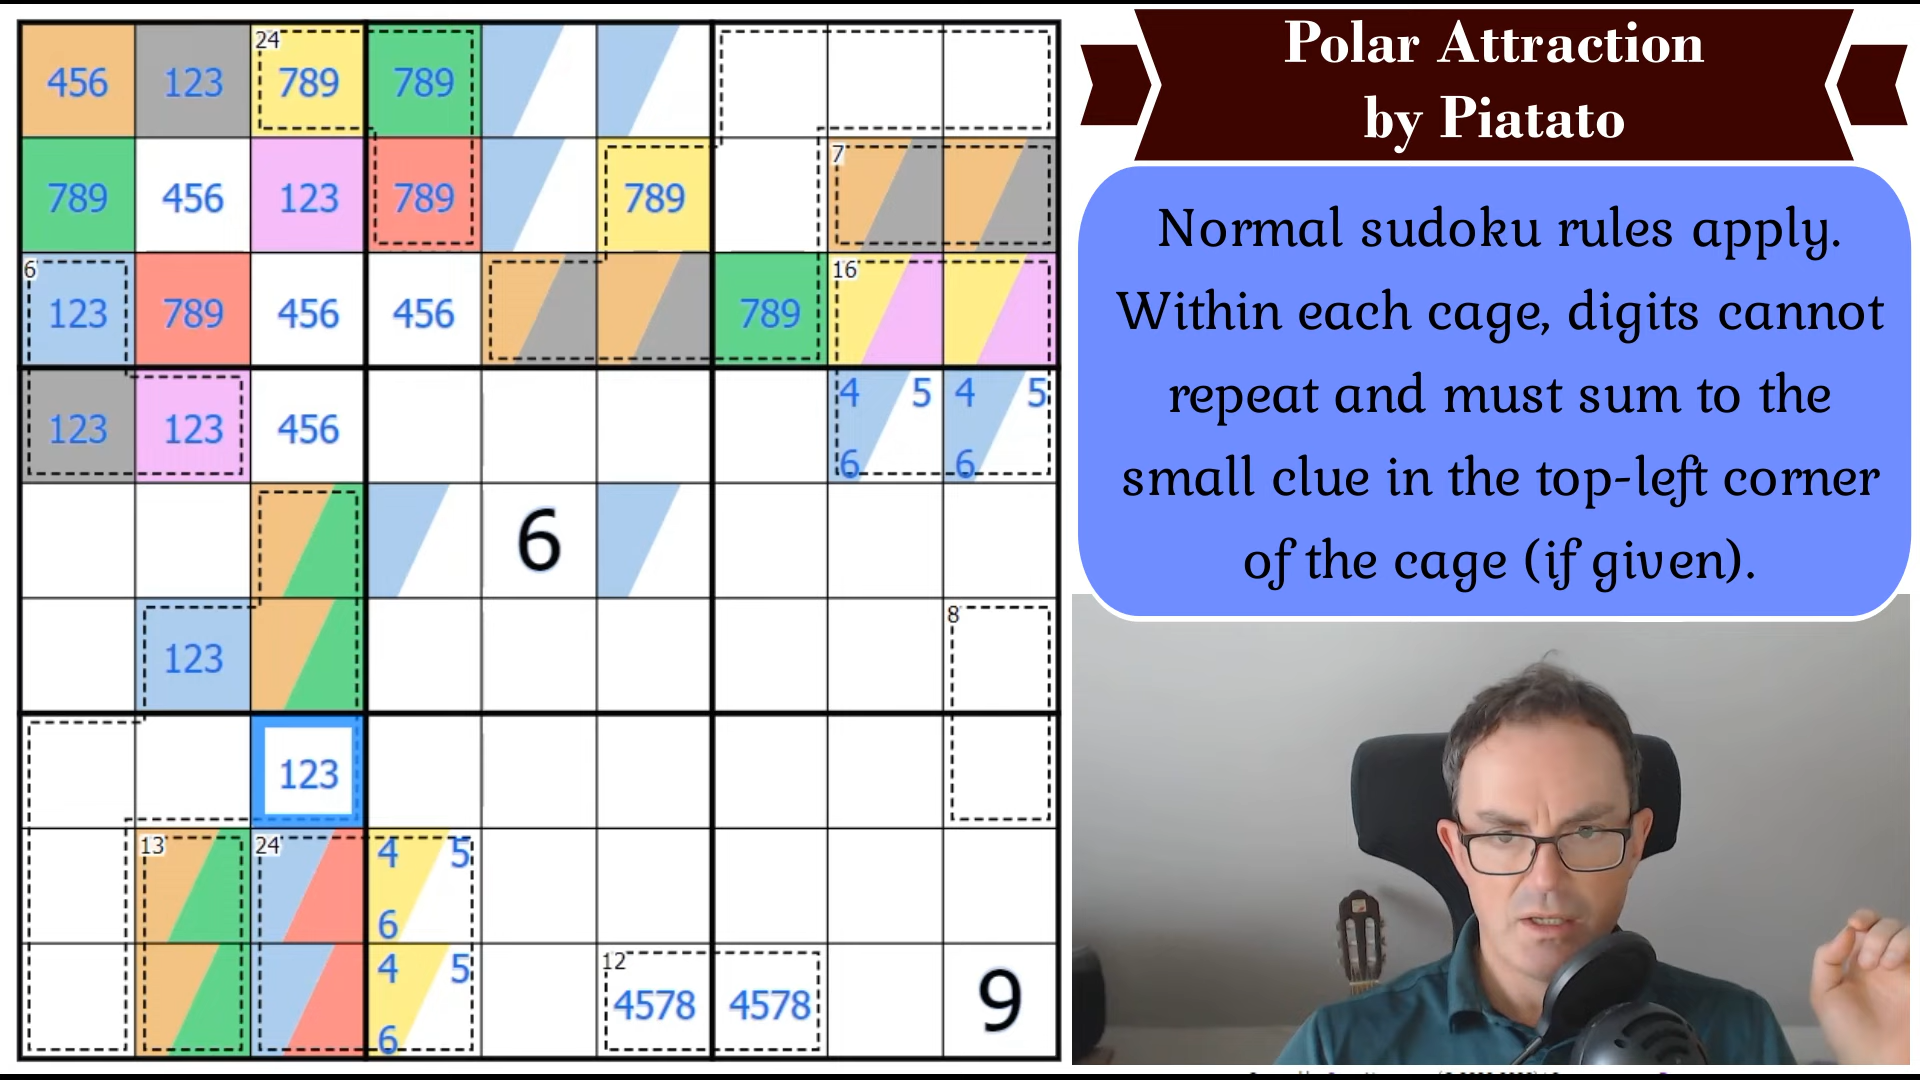 Polar Attraction
by Piatato
Normal sudoku rules apply.
Within each cage, digits cannot
repeat and must sum to the
small clue in the top-left corner
of the cage (if given).
456 123 24 789 789
789 456 123 789 789 7
6 123 789 456 456 789 16
123 123 456 4 5 6 4 5 6
6
123 8
123
13 24 4 5 6
4 5 6 12 4578 4578 9